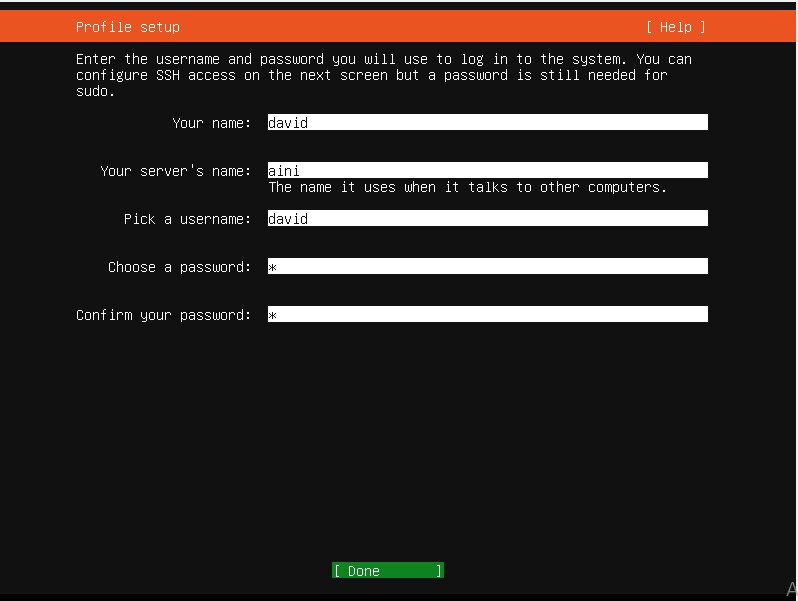 Profile setup [ Help ]
Enter the username and password you will use to log in to the system. You can
configure SSH access on the next screen but a password is still needed for
sudo.
Your name: david
Your server's name: aini
The name it uses when it talks to other computers.
Pick a username: david
Choose a password: *
Confirm your password: *
[ Done ]